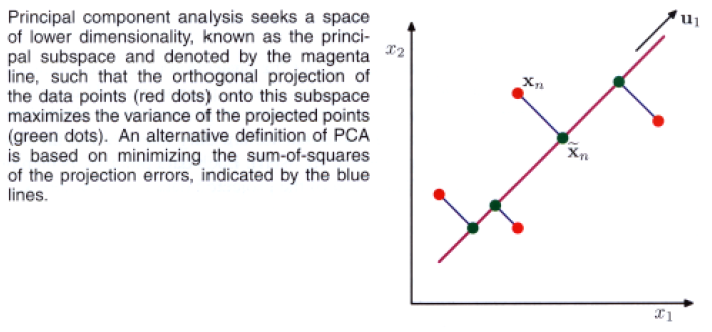 Principal component analysis seeks a space
of lower dimensionality, known as the princi-
pal subspace and denoted by the magenta
line, such that the orthogonal projection of
the data points (red dots) onto this subspace
maximizes the variance of the projected points
(green dots). An alternative definition of PCA
is based on minimizing the sum-of-squares
of the projection errors, indicated by the blue
lines.
x₂
u₁
xₙ
x̃ₙ
x₁